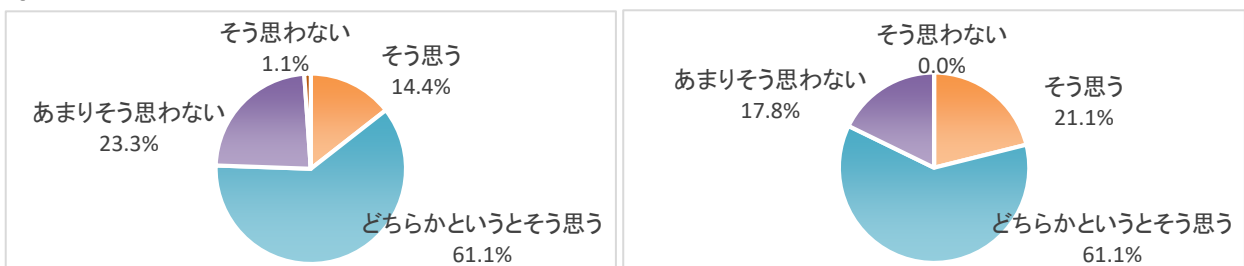 そう思わない
1.1%
そう思う
14.4%
あまりそう思わない
23.3%
どちらかというとそう思う
61.1%
そう思わない
0.0%
そう思う
21.1%
あまりそう思わない
17.8%
どちらかというとそう思う
61.1%